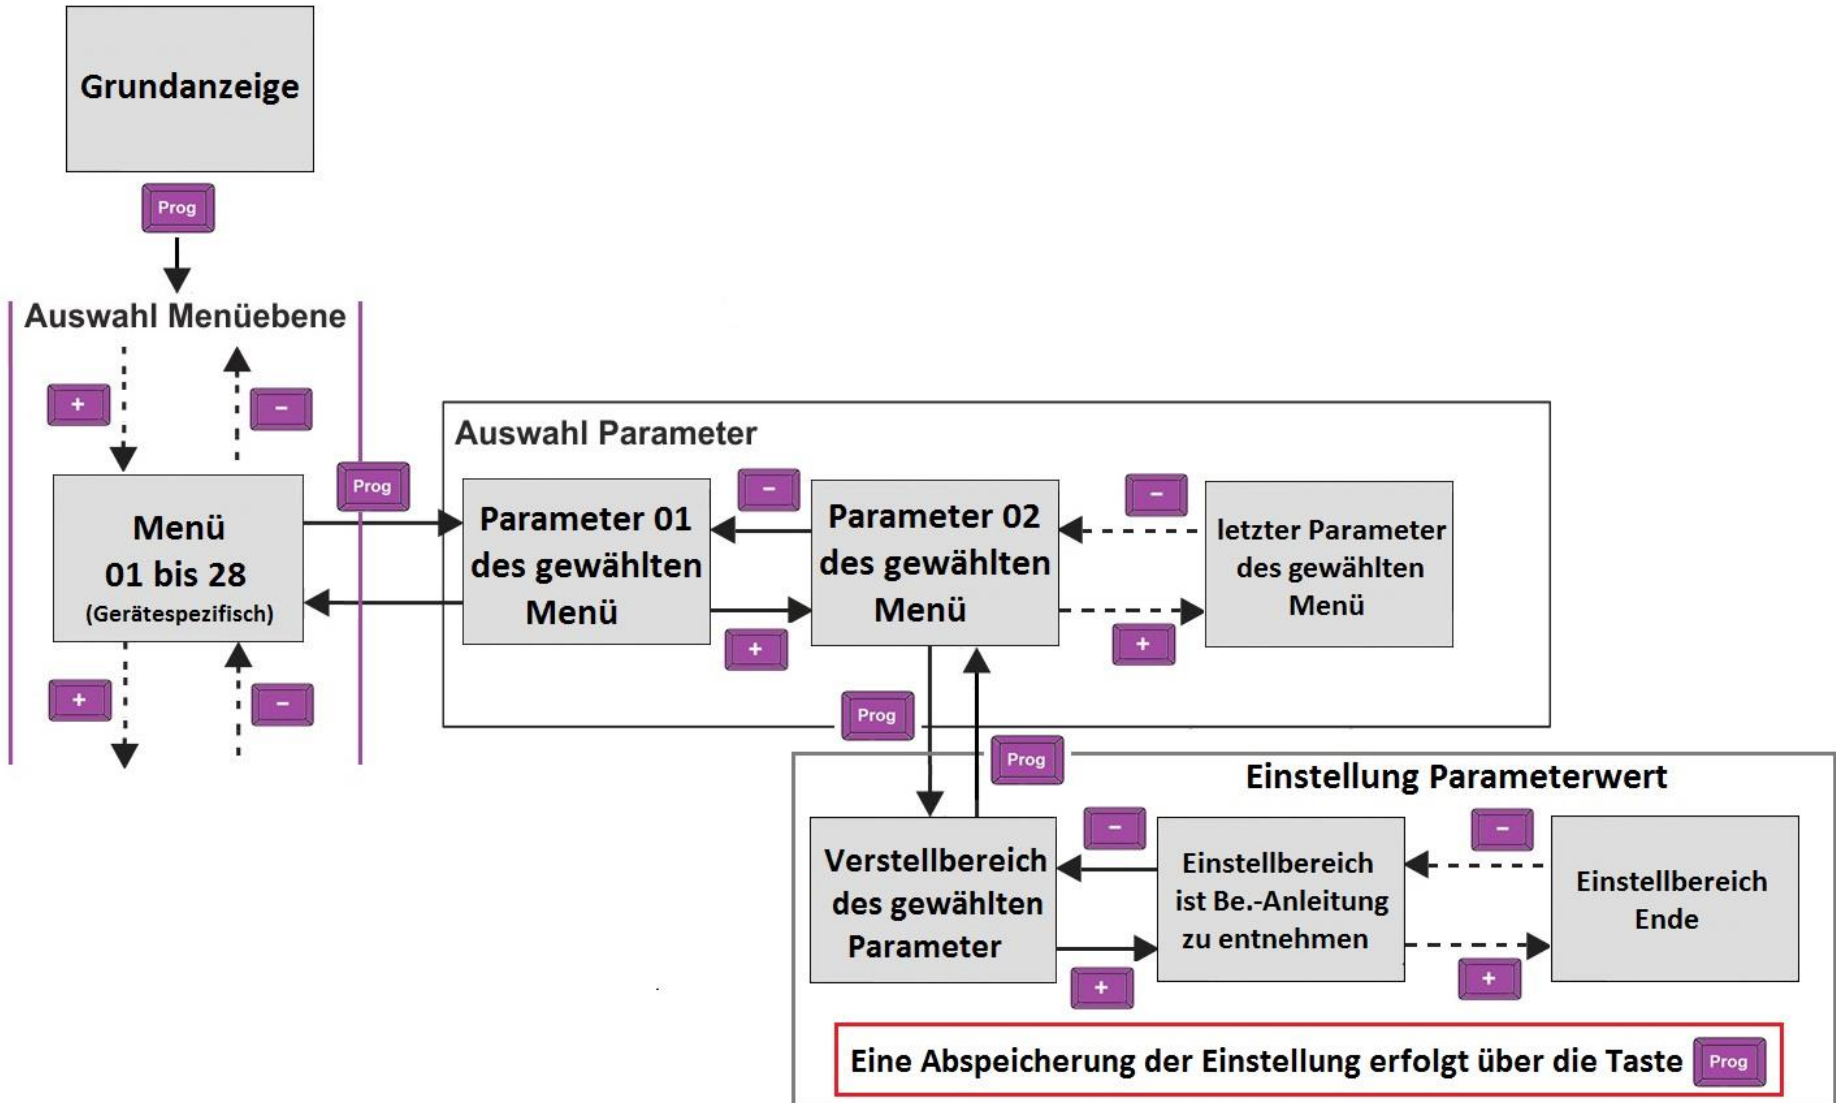 Grundanzeige
Prog
Auswahl Menüebene
+
−
Menü
01 bis 28
(Gerätespezifisch)
+
−
Prog
Auswahl Parameter
Parameter 01
des gewählten
Menü
−
+
Parameter 02
des gewählten
Menü
−
+
letzter Parameter
des gewählten
Menü
Prog
Prog
Einstellung Parameterwert
Verstellbereich
des gewählten
Parameter
−
+
Einstellbereich
ist Be.-Anleitung
zu entnehmen
−
+
Einstellbereich
Ende
Eine Abspeicherung der Einstellung erfolgt über die Taste Prog